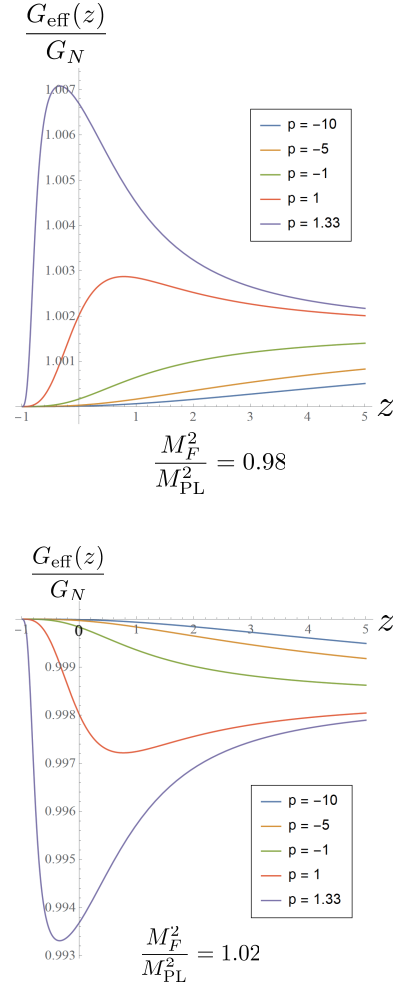 G_eff(z)
G_N
1.007
1.006
1.005
1.004
1.003
1.002
1.001
p = −10
p = −5
p = −1
p = 1
p = 1.33
−1 0 1 2 3 4 5 z
M_F^2
M_PL^2 = 0.98
G_eff(z)
G_N
−1 0 1 2 3 4 5 z
0.999
0.998
0.997
0.996
0.995
0.994
0.993
p = −10
p = −5
p = −1
p = 1
p = 1.33
M_F^2
M_PL^2 = 1.02